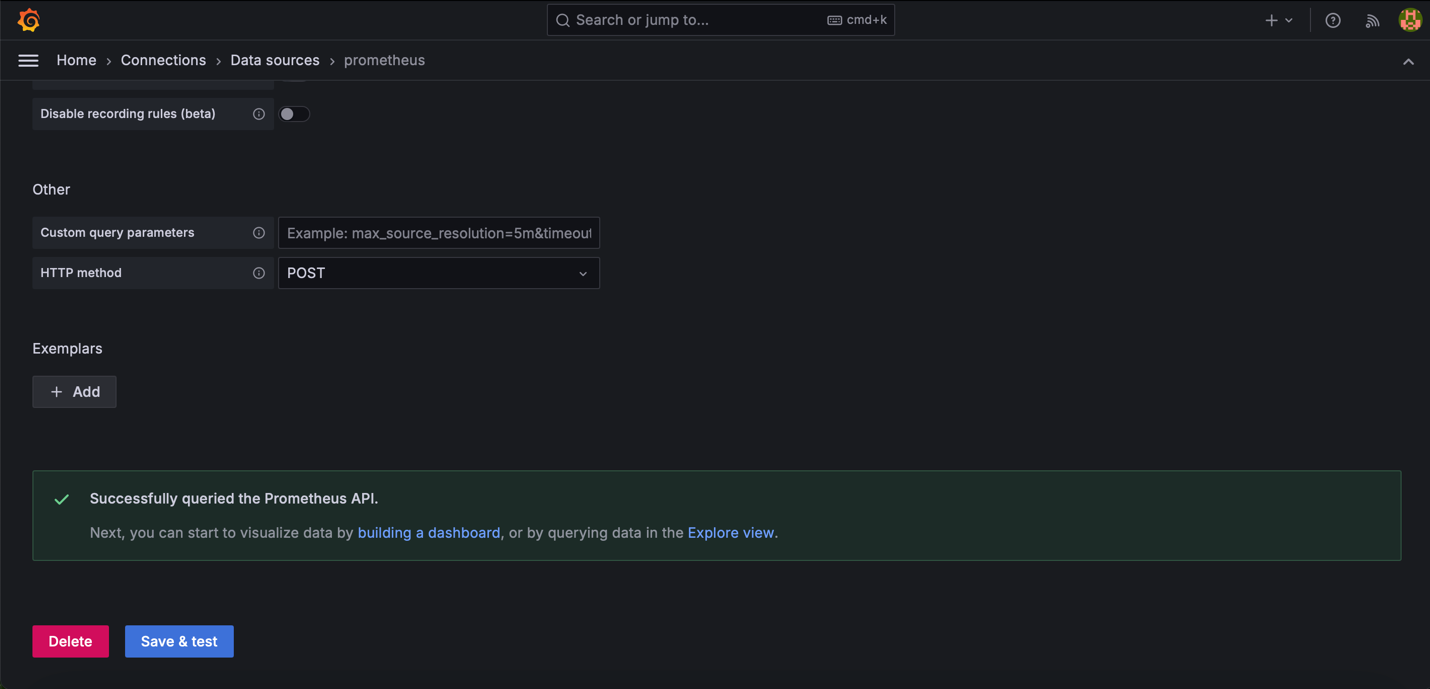 Search or jump to... cmd+k
Home › Connections › Data sources › prometheus
Disable recording rules (beta)
Other
Custom query parameters Example: max_source_resolution=5m&timeout
HTTP method POST
Exemplars
+ Add
Successfully queried the Prometheus API.
Next, you can start to visualize data by building a dashboard, or by querying data in the Explore view.
Delete Save & test